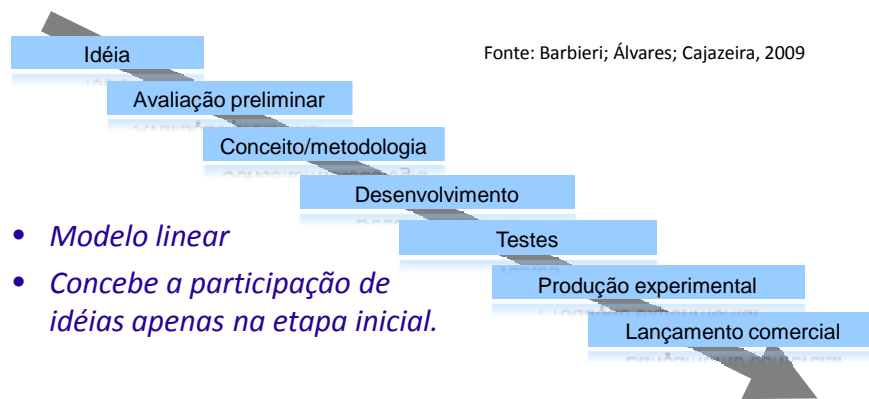 Idéia
Fonte: Barbieri; Álvares; Cajazeira, 2009
Avaliação preliminar
Conceito/metodologia
Desenvolvimento
• Modelo linear
Testes
• Concebe a participação de
idéias apenas na etapa inicial.
Produção experimental
Lançamento comercial